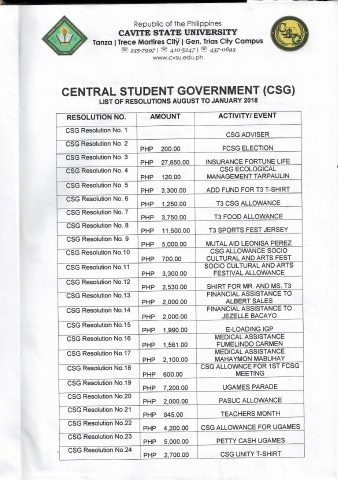 Republic of the Philippines
CAVITE STATE UNIVERSITY
Tanza | Trece Martires City | Gen. Trias City Campus
☎ 235-7997 | ☎ 410-5247 | ☎ 437-0693
www.cvsu.edu.ph
CENTRAL STUDENT GOVERNMENT (CSG)
LIST OF RESOLUTIONS AUGUST TO JANUARY 2018
RESOLUTION NO. AMOUNT ACTIVITY/ EVENT
CSG Resolution No. 1 CSG ADVISER
CSG Resolution No. 2 PHP 200.00 FCSG ELECTION
CSG Resolution No. 3 PHP 27,650.00 INSURANCE FORTUNE LIFE
CSG Resolution No. 4 PHP 120.00 CSG ECOLOGICAL
MANAGEMENT TARPAULIN
CSG Resolution No. 5 PHP 3,300.00 ADD FUND FOR T3 T-SHIRT
CSG Resolution No. 6 PHP 1,250.00 T3 CSG ALLOWANCE
CSG Resolution No. 7 PHP 3,750.00 T3 FOOD ALLOWANCE
CSG Resolution No. 8 PHP 11,500.00 T3 SPORTS FEST JERSEY
CSG Resolution No. 9 PHP 5,000.00 MUTAL AID LEONISA PEREZ
CSG Resolution No.10 PHP 700.00 CSG ALLOWANCE SOCIO
CULTURAL AND ARTS FEST
CSG Resolution No.11 PHP 3,300.00 SOCIO CULTURAL AND ARTS
FESTIVAL ALLOWANCE
CSG Resolution No.12 PHP 2,530.00 SHIRT FOR MR. AND MS. T3
CSG Resolution No.13 PHP 2,000.00 FINANCIAL ASSISTANCE TO
ALBERT SALES
CSG Resolution No.14 PHP 2,000.00 FINANCIAL ASSISTANCE TO
JEZELLE BACAYO
CSG Resolution No.15 PHP 1,990.00 E-LOADING IGP
CSG Resolution No.16 PHP 1,561.00 MEDICAL ASSISTANCE
FUMELINDO CARMEN
CSG Resolution No.17 PHP 2,100.00 MEDICAL ASSISTANCE
MAHAYMON MABUHAY
CSG Resolution No.18 PHP 600.00 CSG ALLOWNCE FOR 1ST FCSG
MEETING
CSG Resolution No.19 PHP 7,200.00 UGAMES PARADE
CSG Resolution No.20 PHP 2,000.00 PASUC ALLOWANCE
CSG Resolution No.21 PHP 845.00 TEACHERS MONTH
CSG Resolution No.22 PHP 4,200.00 CSG ALLOWANCE FOR UGAMES
CSG Resolution No.23 PHP 5,000.00 PETTY CASH UGAMES
CSG Resolution No.24 PHP 2,700.00 CSG UNITY T-SHIRT